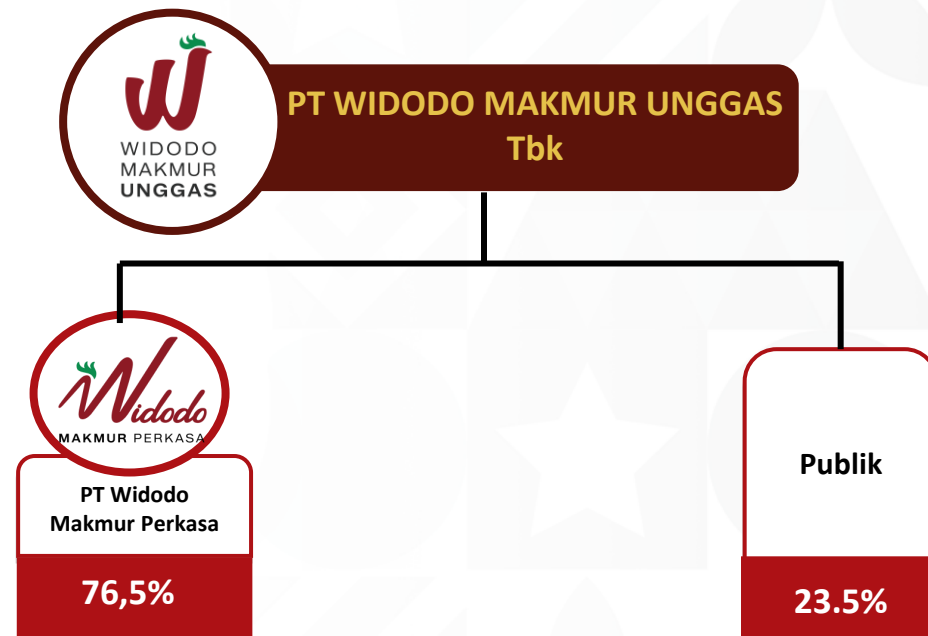 WIDODO
MAKMUR
UNGGAS
PT WIDODO MAKMUR UNGGAS
Tbk
Widodo
MAKMUR PERKASA
PT Widodo
Makmur Perkasa
76,5%
Publik
23.5%